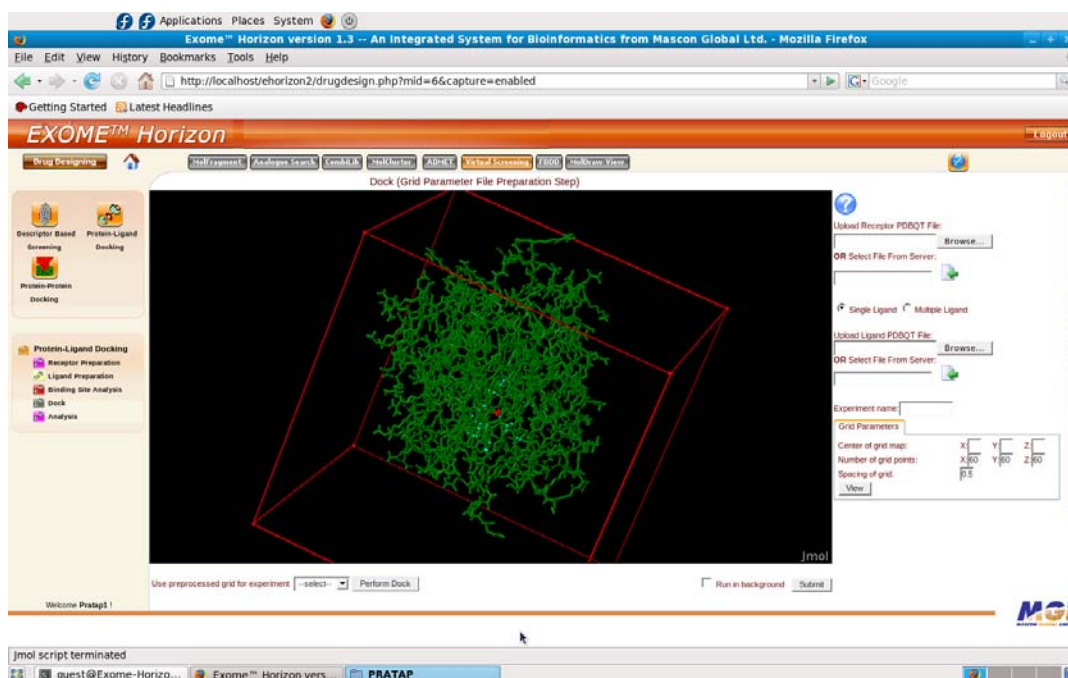 Applications Places System
Exome™ Horizon version 1.3 -- An Integrated System for Bioinformatics from Mascon Global Ltd. - Mozilla Firefox
File Edit View History Bookmarks Tools Help
http://localhost/ehorizon2/drugdesign.php?mid=6&capture=enabled
Google
Getting Started Latest Headlines
EXOME™ Horizon
Logout
Drug Designing
MolFragment Analogue Search CombiLib MolCluster ADMET Virtual Screening FBDD MolDraw View
Dock (Grid Parameter File Preparation Step)
Descriptor Based Screening
Protein-Ligand Docking
Protein-Protein Docking
Protein-Ligand Docking
Receptor Preparation
Ligand Preparation
Binding Site Analysis
Dock
Analysis
Welcome Pratap1 !
Jmol
Upload Receptor PDBQT File:
Browse...
OR Select File From Server:
Single Ligand Multiple Ligand
Upload Ligand PDBQT File:
Browse...
OR Select File From Server:
Experiment name:
Grid Parameters
Center of grid map: X: Y: Z:
Number of grid points: X:60 Y:60 Z:60
Spacing of grid: 0.5
View
Use preprocessed grid for experiment --select-- Perform Dock
Run in background Submit
Jmol script terminated
guest@Exome-Horizo... Exome™ Horizon vers... PRATAP